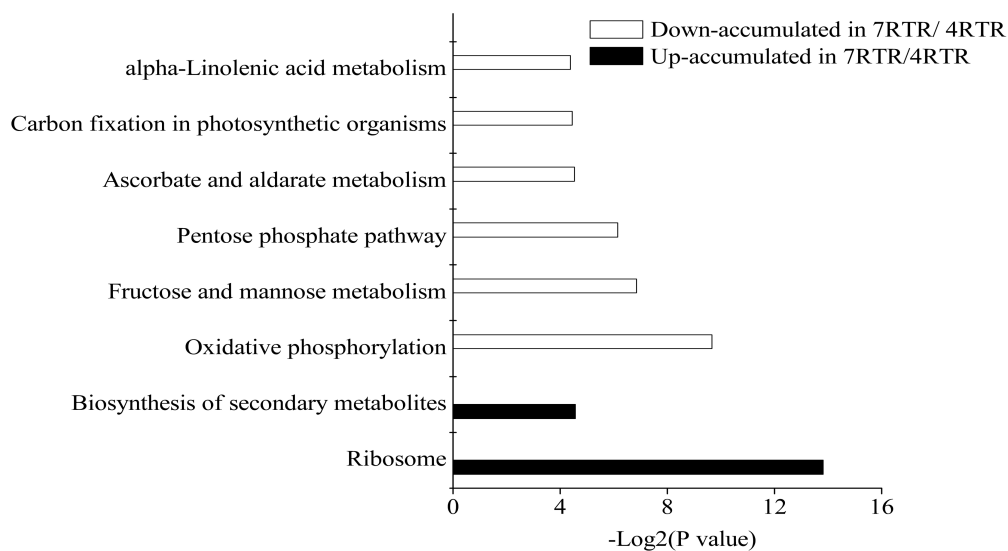 Down-accumulated in 7RTR/ 4RTR
Up-accumulated in 7RTR/4RTR
alpha-Linolenic acid metabolism
Carbon fixation in photosynthetic organisms
Ascorbate and aldarate metabolism
Pentose phosphate pathway
Fructose and mannose metabolism
Oxidative phosphorylation
Biosynthesis of secondary metabolites
Ribosome
0 4 8 12 16
-Log2(P value)